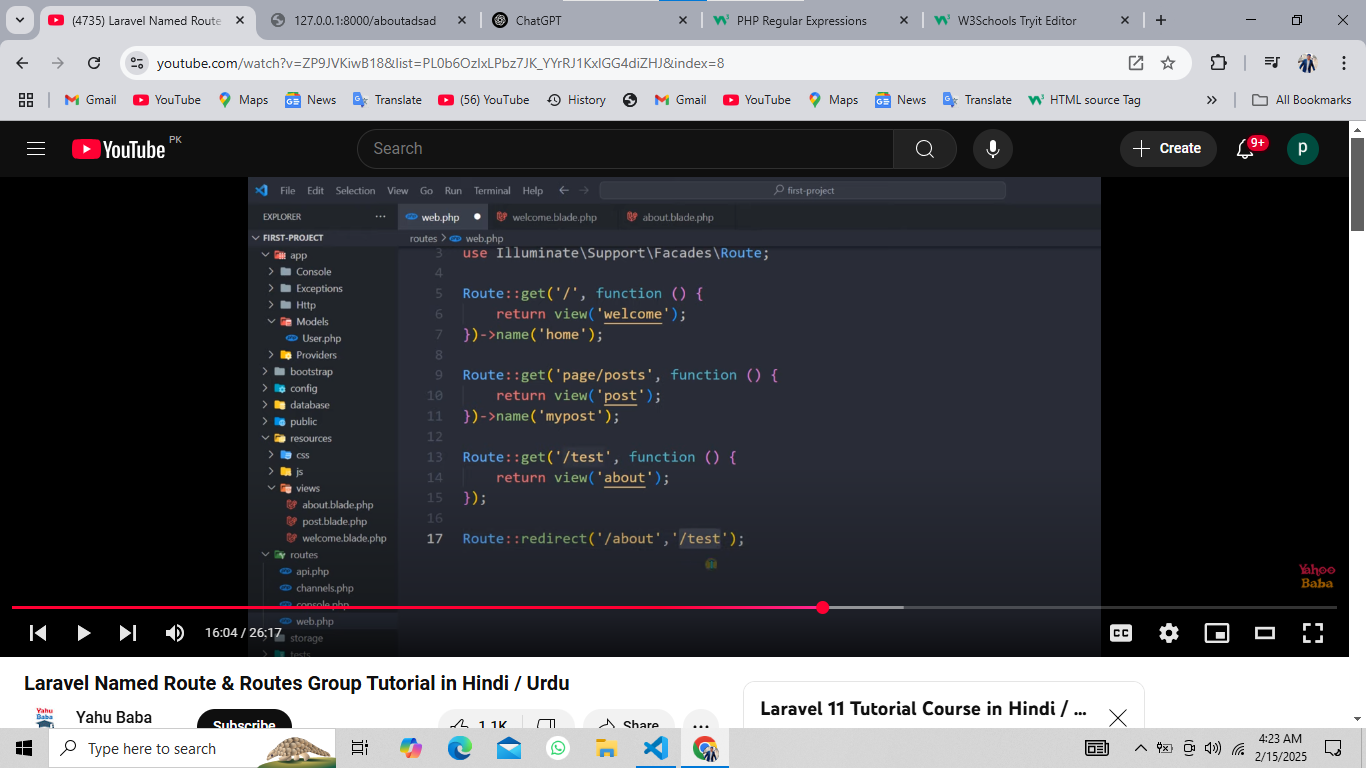 (4735) Laravel Named Route
127.0.0.1:8000/aboutadsad
ChatGPT
PHP Regular Expressions
W3Schools Tryit Editor
youtube.com/watch?v=ZP9JVKiwB18&list=PL0b6OzIxLPbz7JK_YYrRJ1KxlGG4diZHJ&index=8
Gmail
YouTube
Maps
News
Translate
(56) YouTube
History
Gmail
YouTube
Maps
News
Translate
HTML source Tag
All Bookmarks
YouTube PK
Search
Create
9+
p
File Edit Selection View Go Run Terminal Help
first-project
EXPLORER
web.php
welcome.blade.php
about.blade.php
routes > web.php
FIRST-PROJECT
app
Console
Exceptions
Http
Models
User.php
Providers
bootstrap
config
database
public
resources
css
js
views
about.blade.php
post.blade.php
welcome.blade.php
routes
api.php
channels.php
console.php
web.php
storage
tests
3 use Illuminate\Support\Facades\Route;
4
5 Route::get('/', function () {
6 return view('welcome');
7 })->name('home');
8
9 Route::get('page/posts', function () {
10 return view('post');
11 })->name('mypost');
12
13 Route::get('/test', function () {
14 return view('about');
15 });
16
17 Route::redirect('/about','/test');
Yahoo
Baba
16:04 / 26:17
CC
Laravel Named Route & Routes Group Tutorial in Hindi / Urdu
Yahu
Baba
Yahu Baba
Subscribe
1.1K
Share
Laravel 11 Tutorial Course in Hindi / ...
Type here to search
4:23 AM
2/15/2025